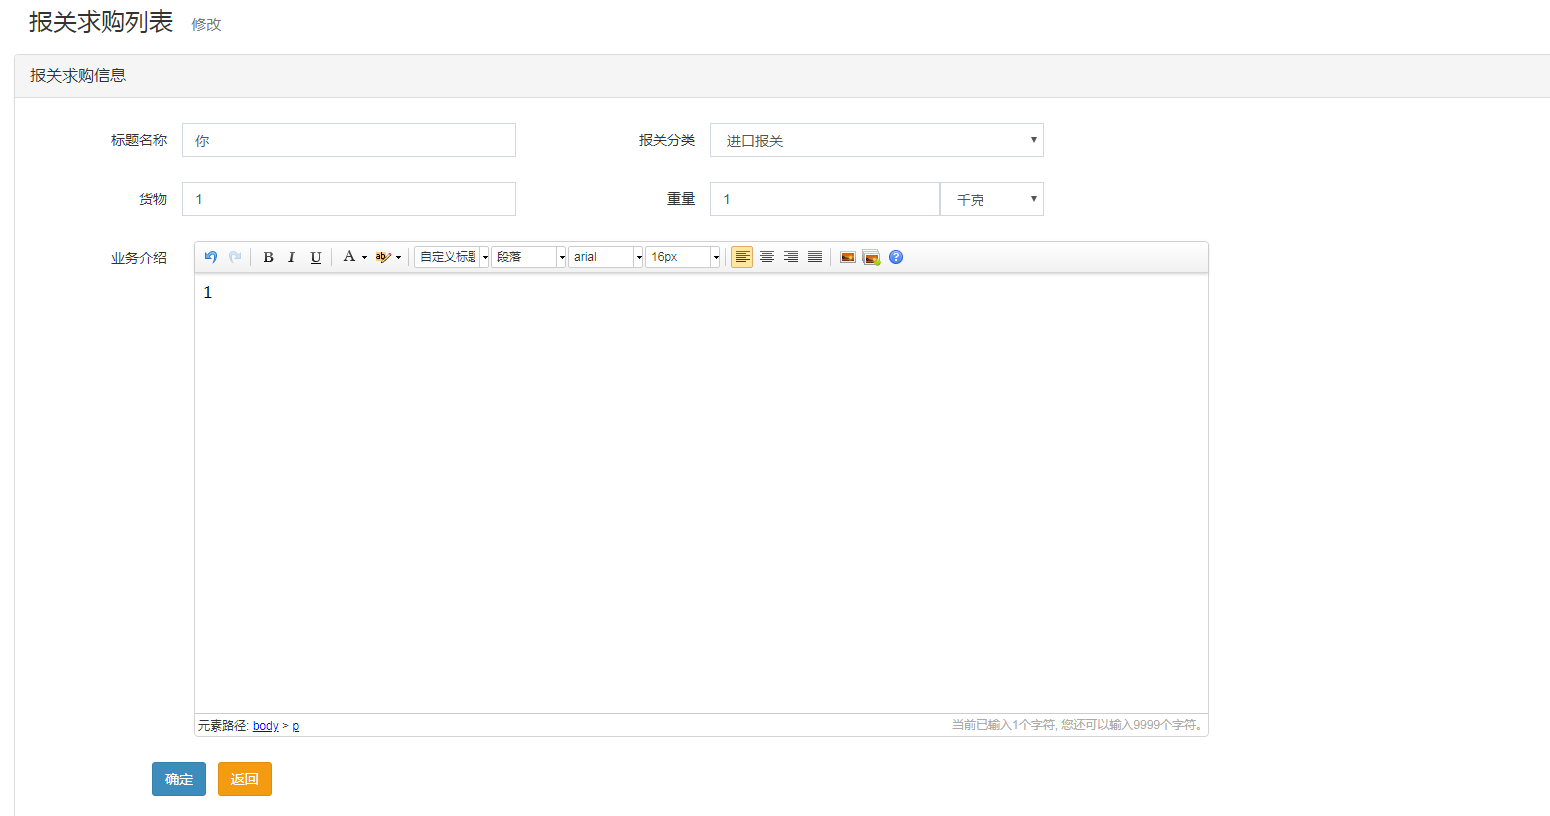 报关求购列表 修改
报关求购信息
标题名称 你 报关分类 进口报关
货物 1 重量 1 千克
业务介绍 B I U A ab 自定义标题 段落 arial 16px
1
元素路径: body > p 当前已输入1个字符, 您还可以输入9999个字符。
确定 返回